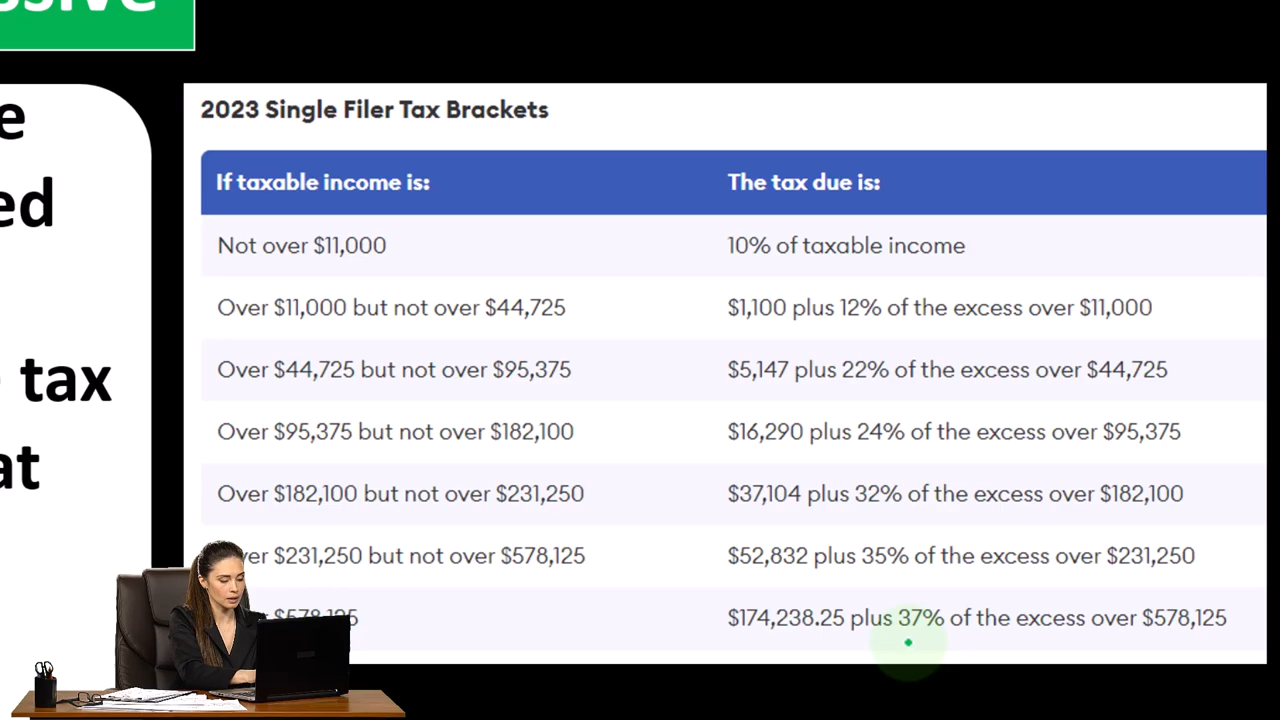 ssive
e
ed
tax
at
2023 Single Filer Tax Brackets
If taxable income is: The tax due is:
Not over $11,000 10% of taxable income
Over $11,000 but not over $44,725 $1,100 plus 12% of the excess over $11,000
Over $44,725 but not over $95,375 $5,147 plus 22% of the excess over $44,725
Over $95,375 but not over $182,100 $16,290 plus 24% of the excess over $95,375
Over $182,100 but not over $231,250 $37,104 plus 32% of the excess over $182,100
ver $231,250 but not over $578,125 $52,832 plus 35% of the excess over $231,250
$578,125 $174,238.25 plus 37% of the excess over $578,125